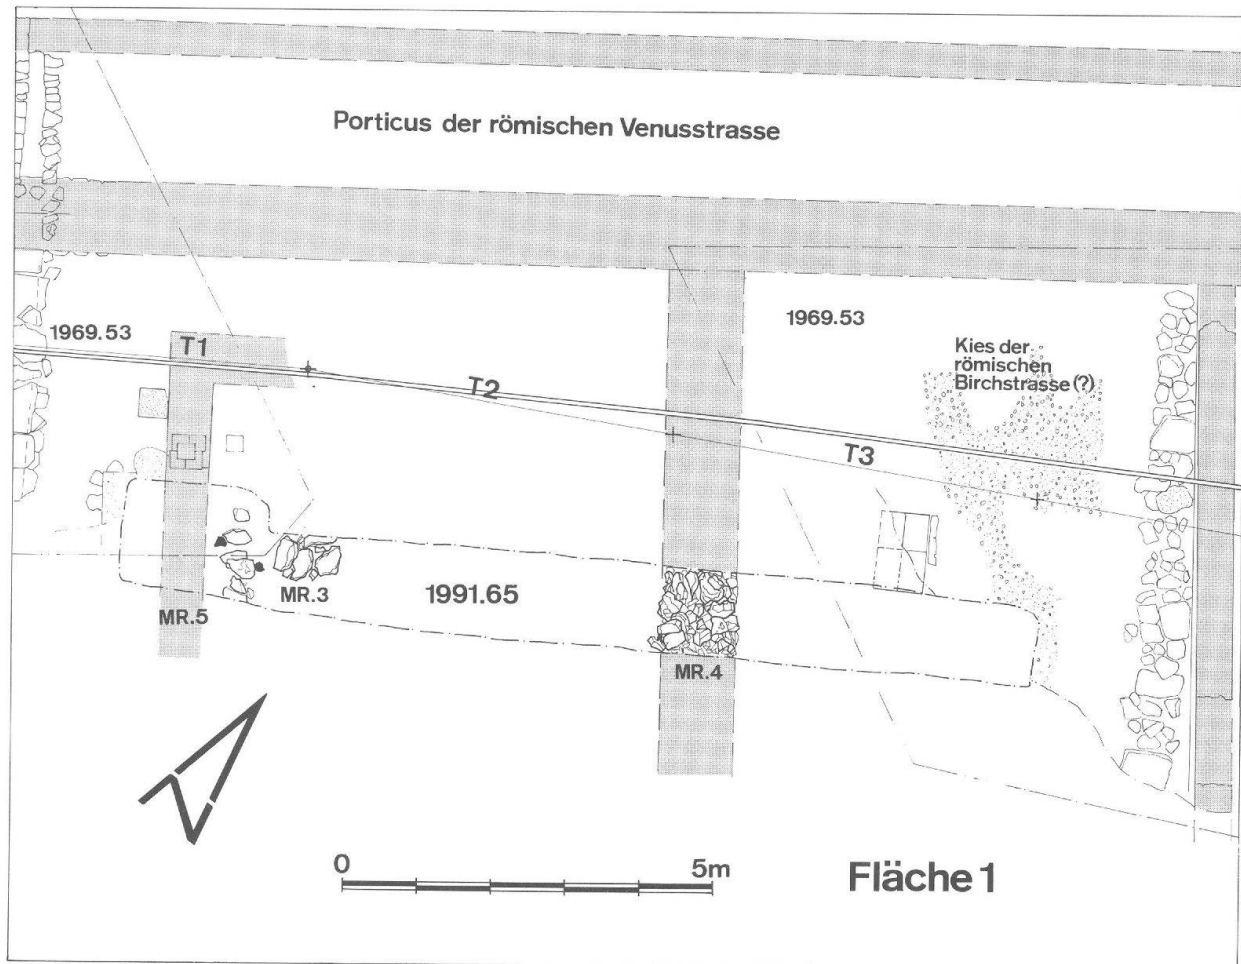 Porticus der römischen Venusstrasse
1969.53
T1
1969.53
Kies der
römischen
Birchstrasse(?)
T2
T3
1991.65
MR.3
MR.5
MR.4
0
5m
Fläche 1